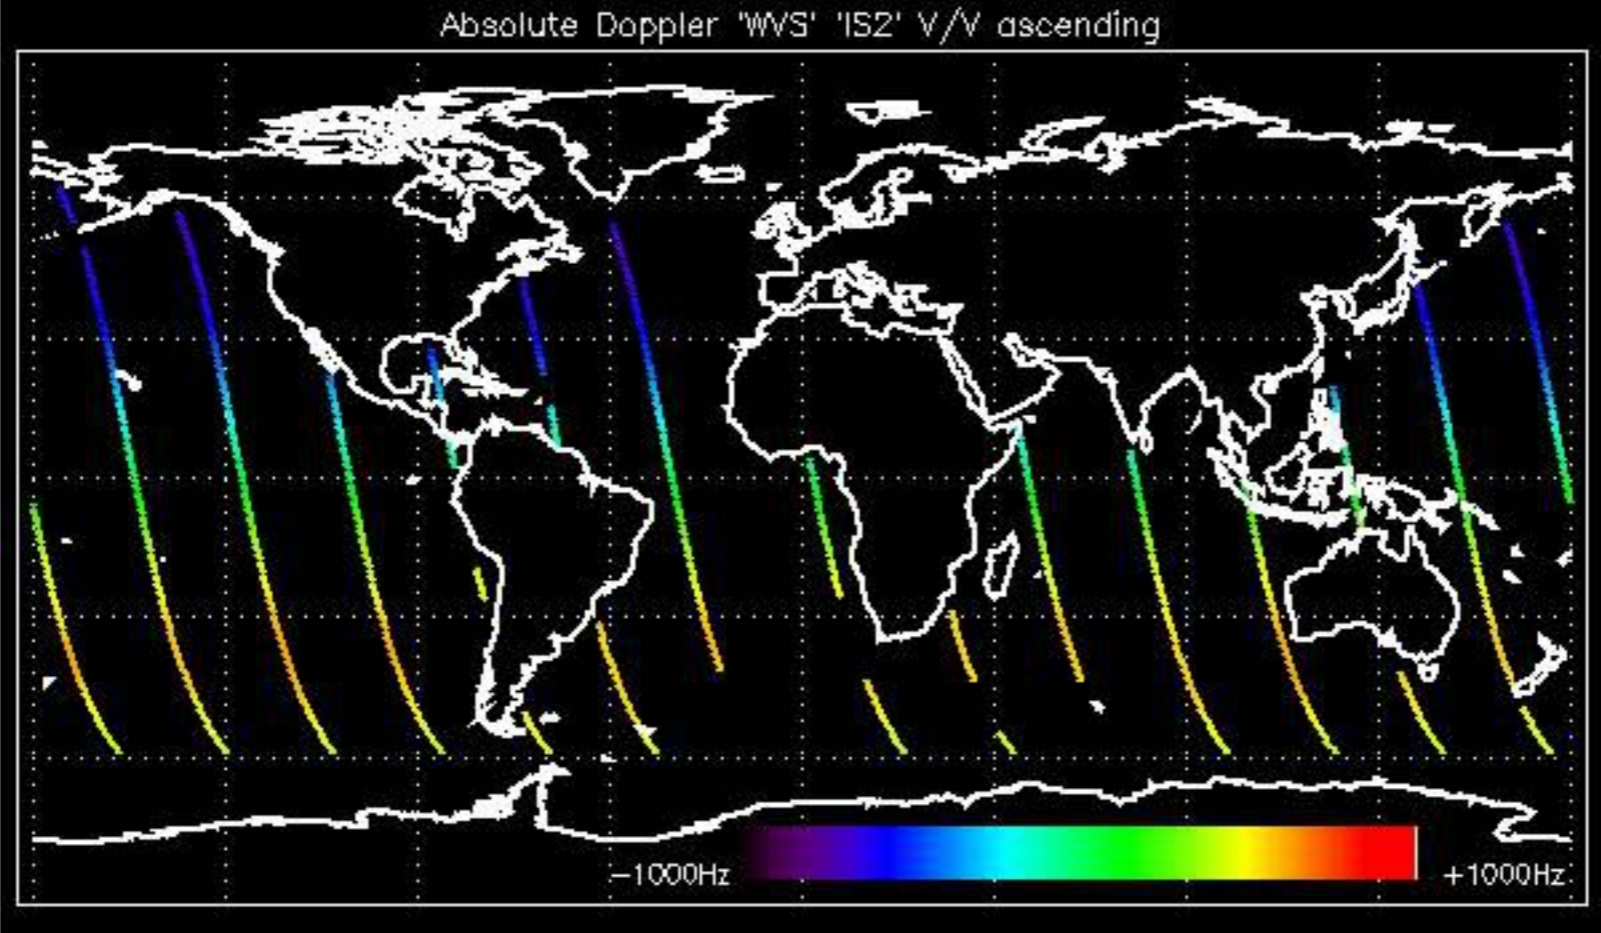 Absolute Doppler 'WVS' 'IS2' V/V ascending
-1000Hz +1000Hz